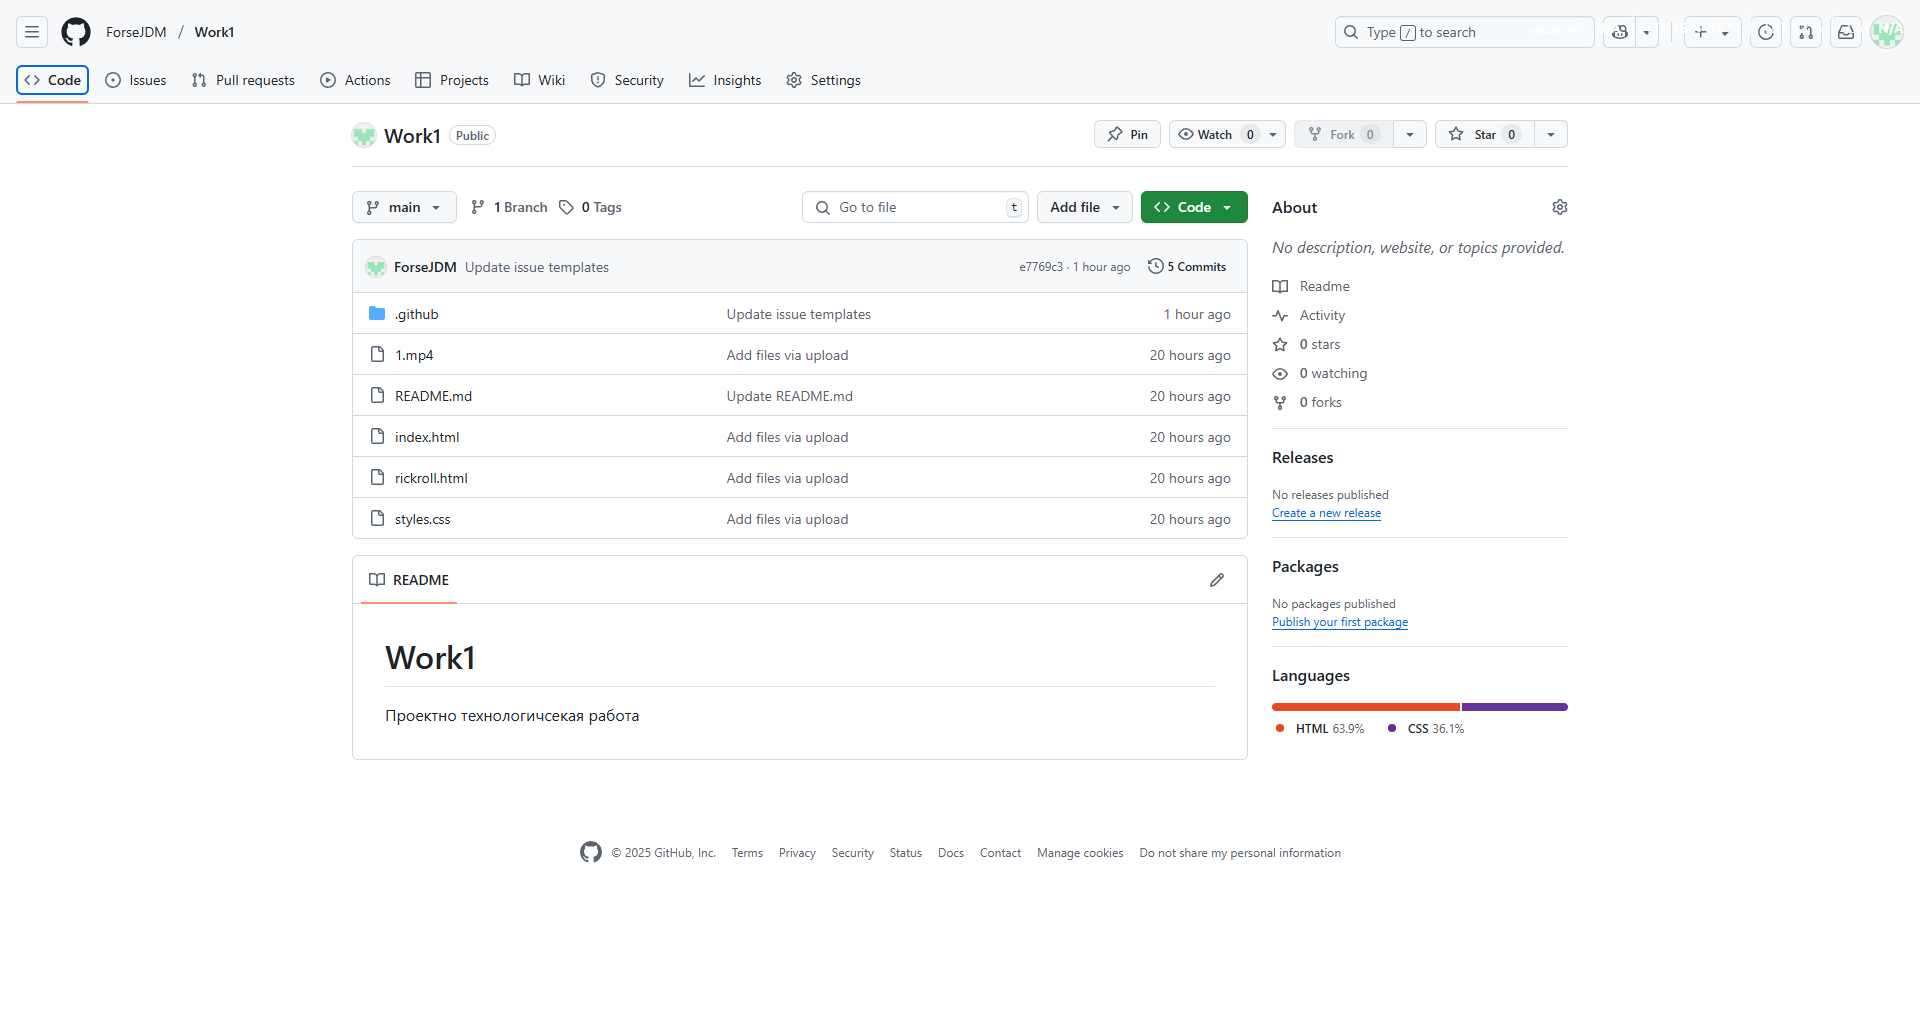 ForseJDM / Work1
Type / to search
Code Issues Pull requests Actions Projects Wiki Security Insights Settings
Work1 Public
Pin Watch 0 Fork 0 Star 0
main 1 Branch 0 Tags Go to file t Add file Code
ForseJDM Update issue templates e7769c3 · 1 hour ago 5 Commits
.github Update issue templates 1 hour ago
1.mp4 Add files via upload 20 hours ago
README.md Update README.md 20 hours ago
index.html Add files via upload 20 hours ago
rickroll.html Add files via upload 20 hours ago
styles.css Add files via upload 20 hours ago
README
Work1
Проектно технологичсекая работа
About
No description, website, or topics provided.
Readme
Activity
0 stars
0 watching
0 forks
Releases
No releases published
Create a new release
Packages
No packages published
Publish your first package
Languages
HTML 63.9% CSS 36.1%
© 2025 GitHub, Inc. Terms Privacy Security Status Docs Contact Manage cookies Do not share my personal information